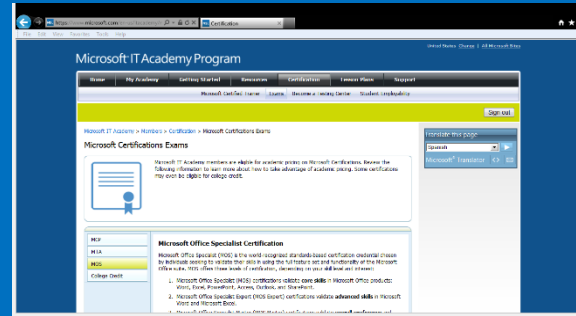 Certification
File Edit View Favorites Tools Help
United States Change | All Microsoft Sites
Microsoft IT Academy Program
Home My Academy Getting Started Resources Certification Lesson Plans Support
Microsoft Certified Trainer Exams Become a Testing Center Student Employability
Sign out
Microsoft IT Academy > Members > Certification > Microsoft Certifications Exams
Translate this page
Microsoft Certifications Exams
Spanish
Microsoft® Translator
Microsoft IT Academy members are eligible for academic pricing on Microsoft Certifications. Review the
following information to learn more about how to take advantage of academic pricing. Some certifications
may even be eligible for college credit.
MCP
MTA
MOS
College Credit
Microsoft Office Specialist Certification
Microsoft Office Specialist (MOS) is the world-recognized standards-based certification credential chosen
by individuals seeking to validate their skills in using the full feature set and functionality of the Microsoft
Office suite. MOS offers three levels of certification, depending on your skill level and interest:
1. Microsoft Office Specialist (MOS) certifications validate core skills in Microsoft Office products:
Word, Excel, PowerPoint, Access, Outlook, and SharePoint.
2. Microsoft Office Specialist Expert (MOS Expert) certifications validate advanced skills in Microsoft
Word and Microsoft Excel.